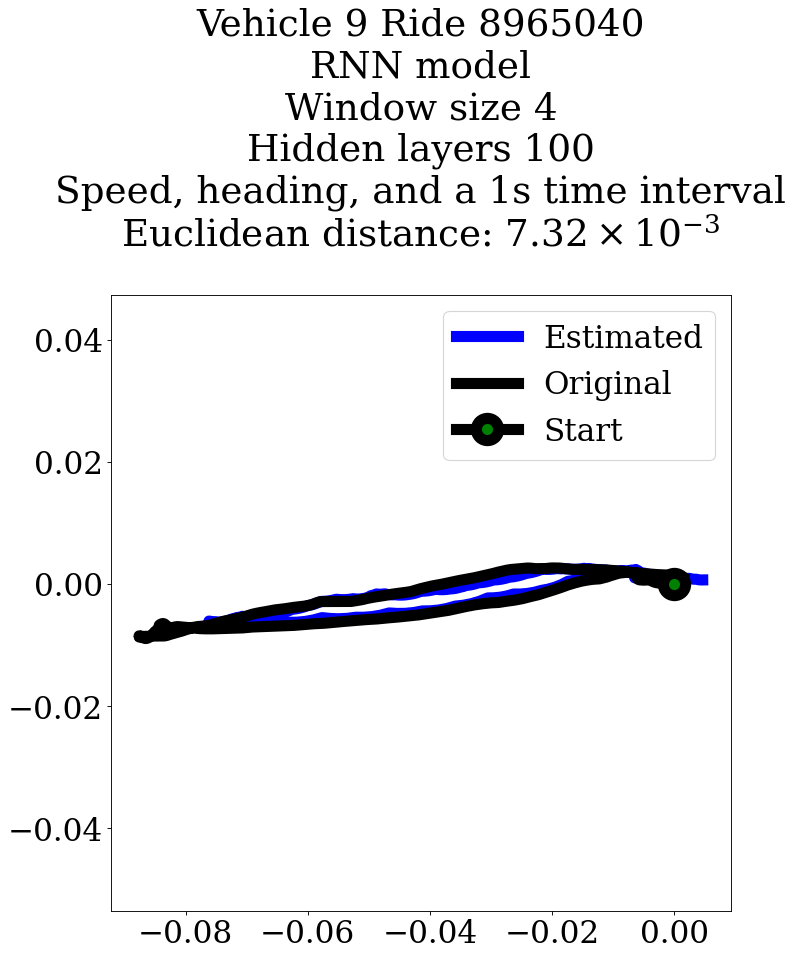 Vehicle 9 Ride 8965040
RNN model
Window size 4
Hidden layers 100
Speed, heading, and a 1s time interval
Euclidean distance: 7.32 × 10⁻³
Estimated
Original
Start
0.04
0.02
0.00
−0.02
−0.04
−0.08 −0.06 −0.04 −0.02 0.00